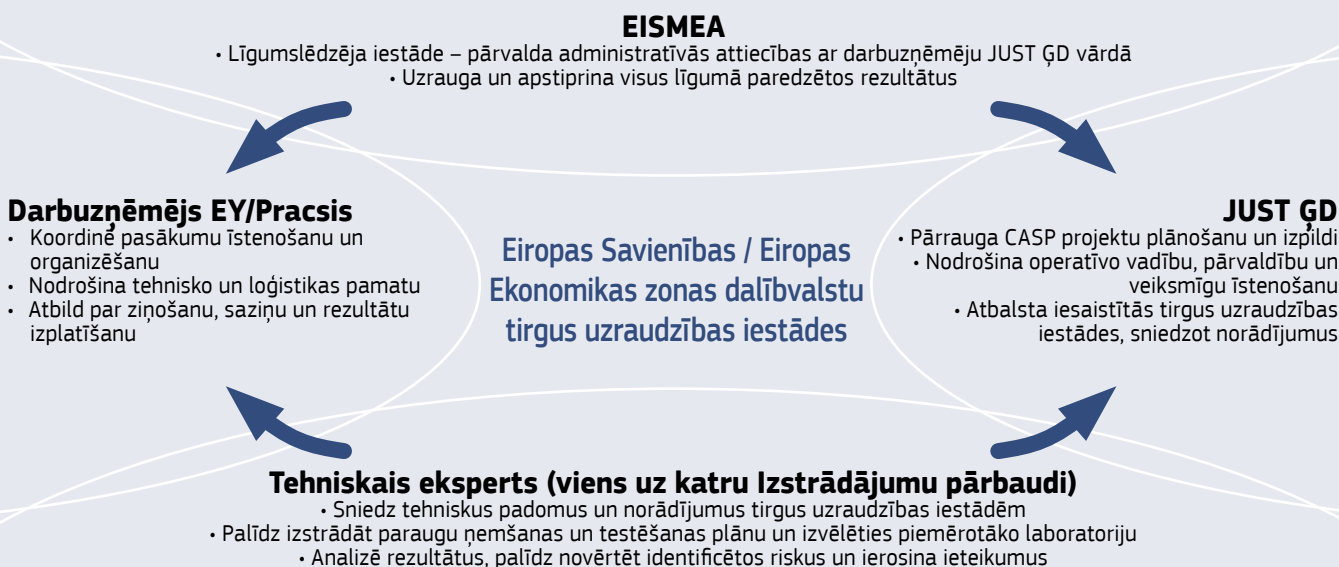 EISMEA
• Līgumslēdzēja iestāde – pārvalda administratīvās attiecības ar darbuzņēmēju JUST ĢD vārdā
• Uzrauga un apstiprina visus līgumā paredzētos rezultātus
Darbuzņēmējs EY/Pracsis
• Koordinē pasākumu īstenošanu un
organizēšanu
• Nodrošina tehnisko un loģistikas pamatu
• Atbild par ziņošanu, saziņu un rezultātu
izplatīšanu
Eiropas Savienības / Eiropas
Ekonomikas zonas dalībvalstu
tirgus uzraudzības iestādes
JUST ĢD
• Pārrauga CASP projektu plānošanu un izpildi
• Nodrošina operatīvo vadību, pārvaldību un
veiksmīgu īstenošanu
• Atbalsta iesaistītās tirgus uzraudzības
iestādes, sniedzot norādījumus
Tehniskais eksperts (viens uz katru Izstrādājumu pārbaudi)
• Sniedz tehniskus padomus un norādījumus tirgus uzraudzības iestādēm
• Palīdz izstrādāt paraugu ņemšanas un testēšanas plānu un izvēlēties piemērotāko laboratoriju
• Analizē rezultātus, palīdz novērtēt identificētos riskus un ierosina ieteikumus